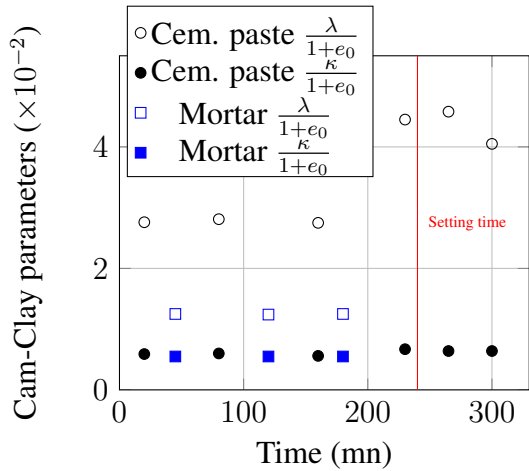 Cem. paste λ/(1+e₀)
Cem. paste κ/(1+e₀)
Mortar λ/(1+e₀)
Mortar κ/(1+e₀)
Setting time
Cam-Clay parameters (×10⁻²)
4
2
0
0 100 200 300
Time (mn)